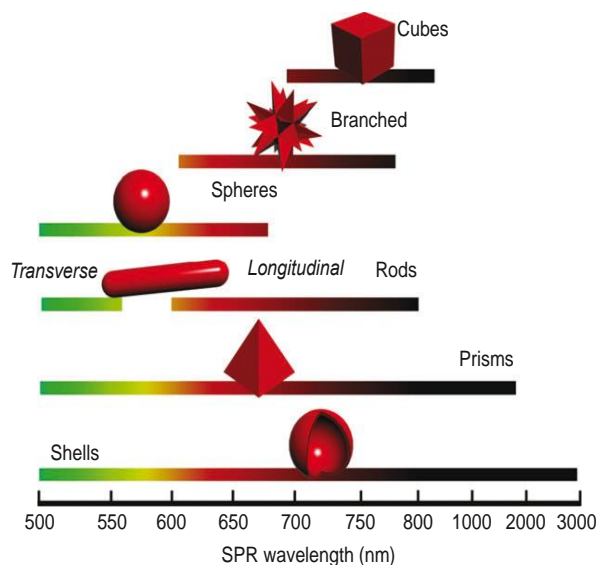 Cubes
Branched
Spheres
Transverse Longitudinal Rods
Prisms
Shells
500 550 600 650 700 750 800 1000 2000 3000
SPR wavelength (nm)